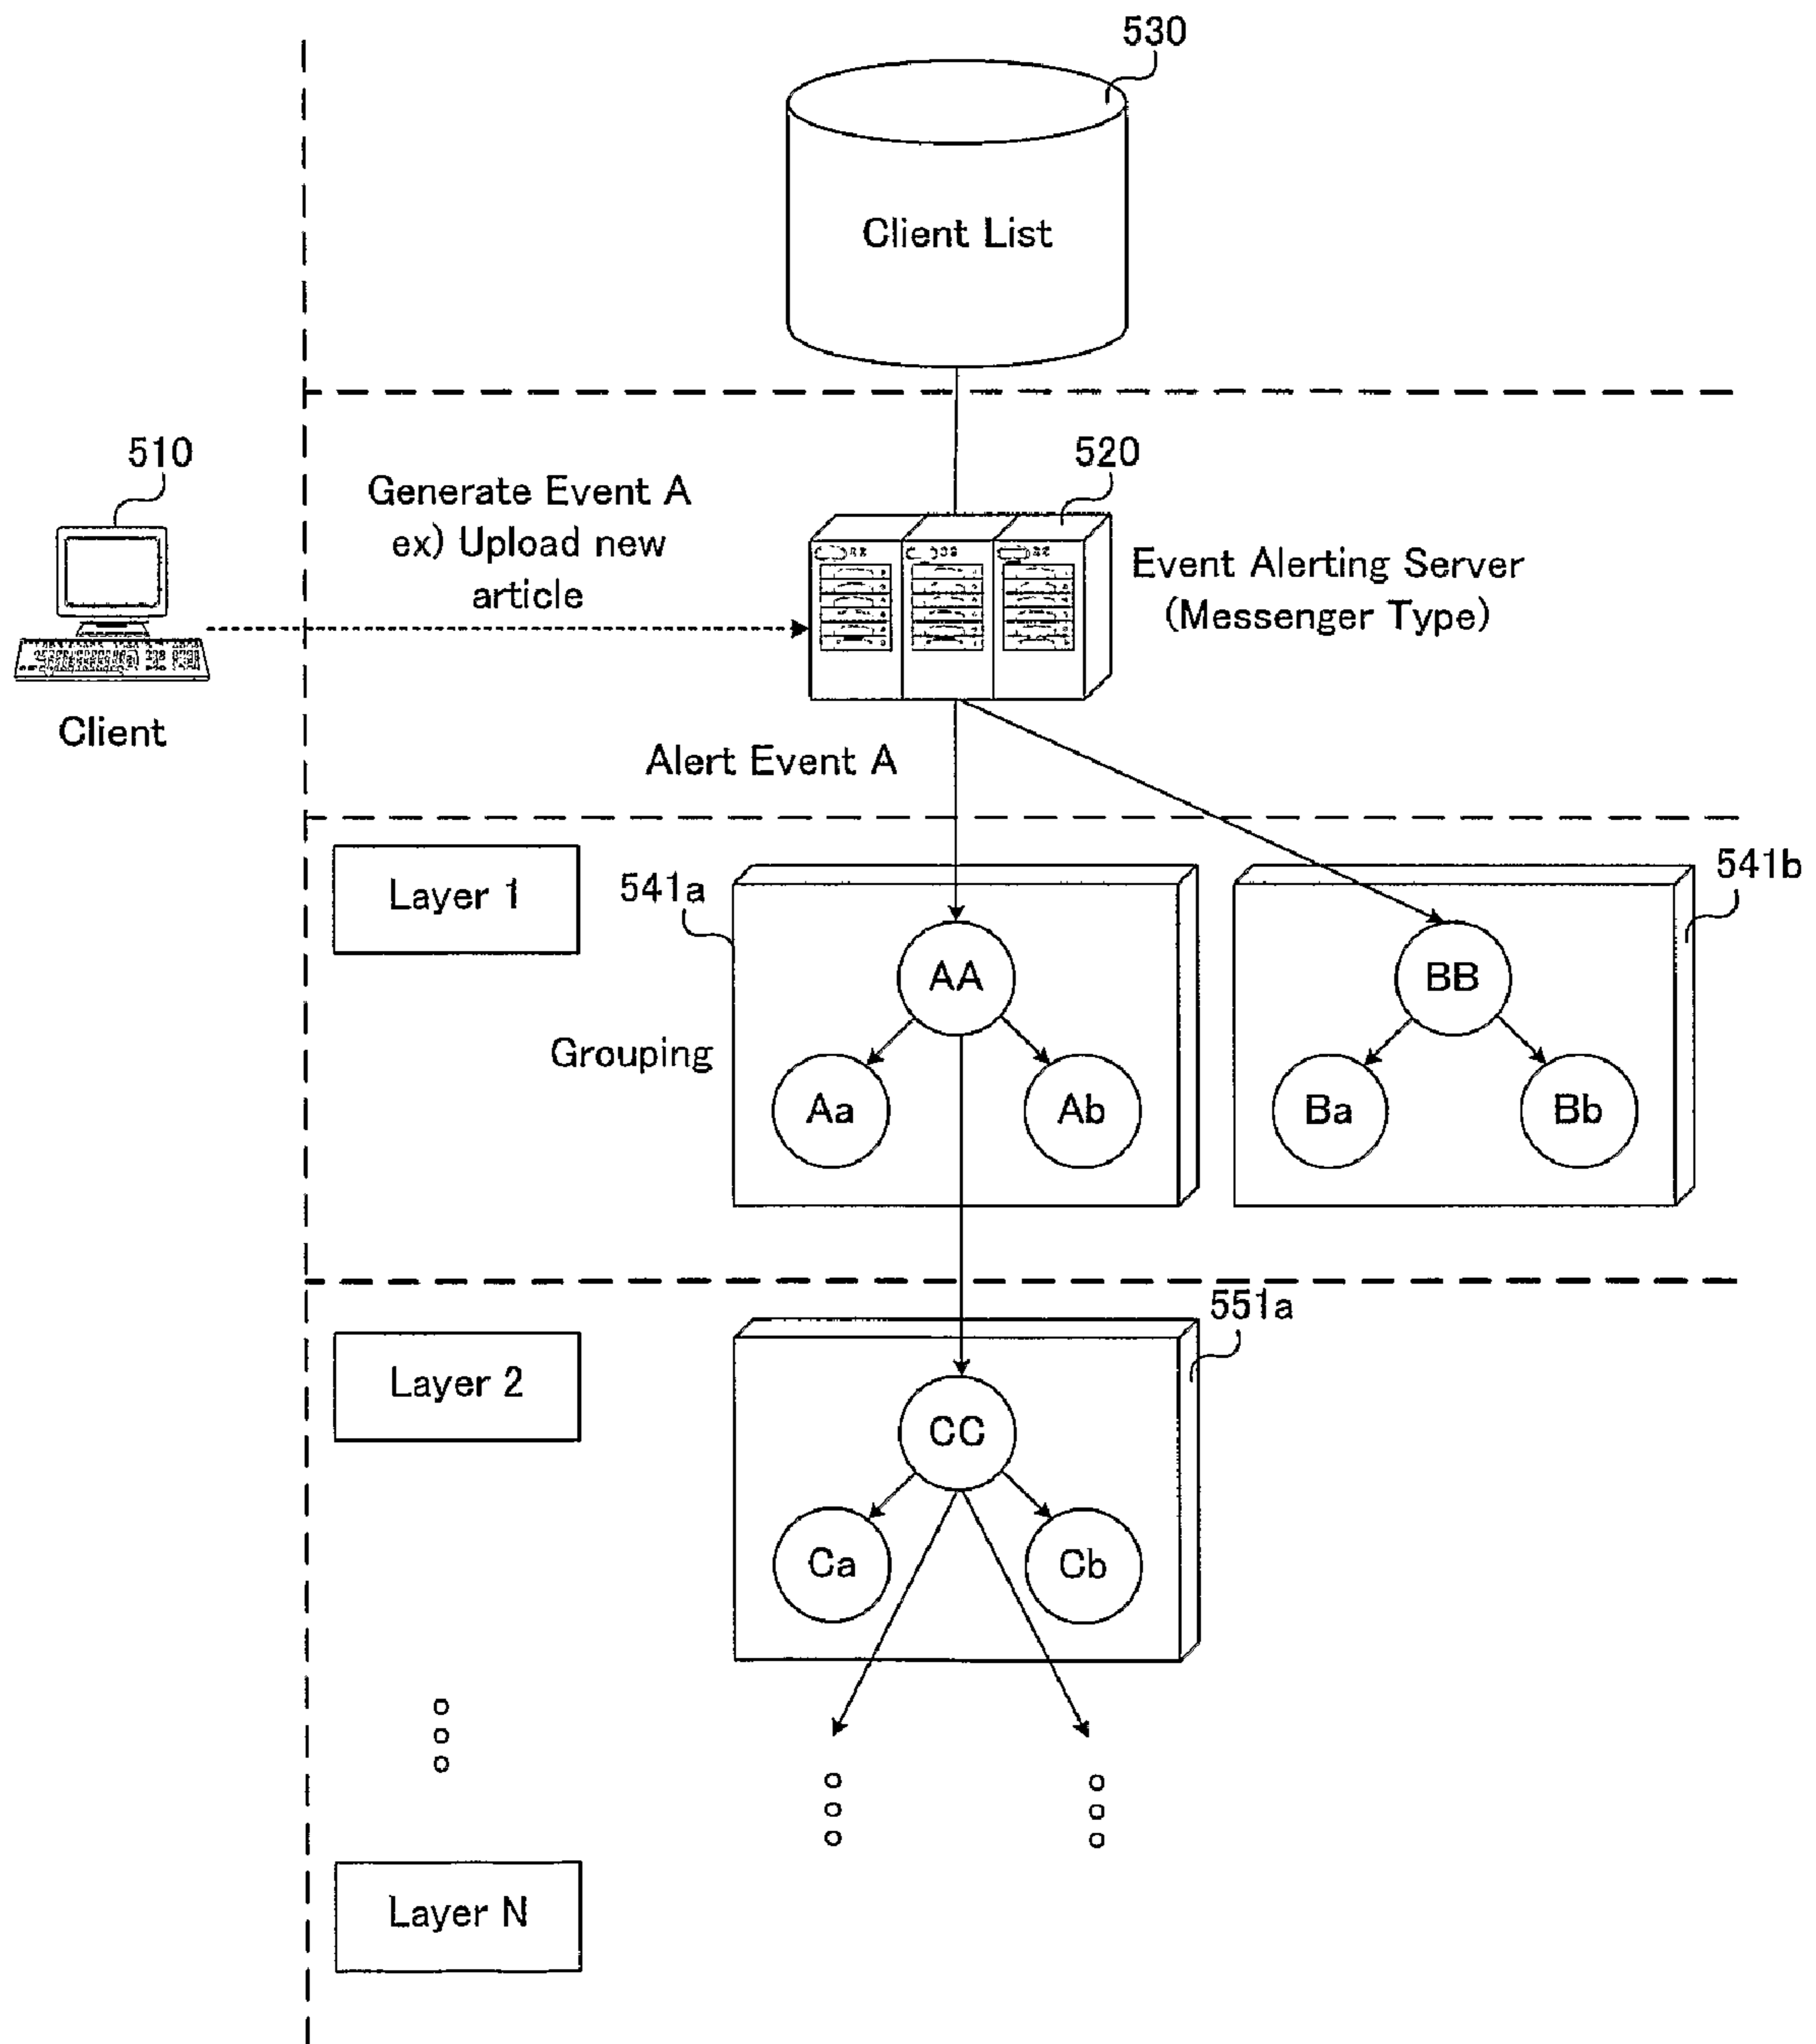 530
Client List
510
Generate Event A
ex) Upload new
article
520
Event Alerting Server
(Messenger Type)
Client
Alert Event A
Layer 1
541a
541b
AA
BB
Grouping
Aa
Ab
Ba
Bb
551a
Layer 2
CC
Ca
Cb
Layer N